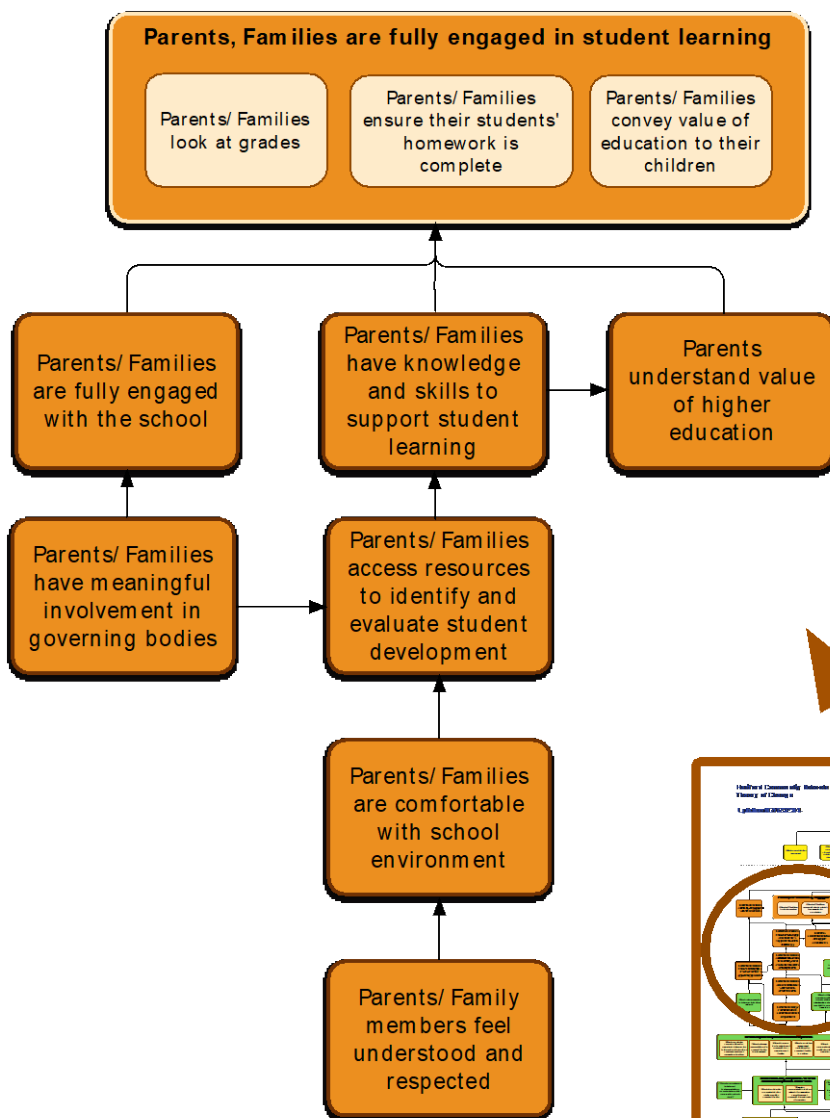 Parents, Families are fully engaged in student learning
Parents/ Families
look at grades
Parents/ Families
ensure their students'
homework is
complete
Parents/ Families
convey value of
education to their
children
Parents/ Families
are fully engaged
with the school
Parents/ Families
have knowledge
and skills to
support student
learning
Parents
understand value
of higher
education
Parents/ Families
have meaningful
involvement in
governing bodies
Parents/ Families
access resources
to identify and
evaluate student
development
Parents/ Families
are comfortable
with school
environment
Parents/ Family
members feel
understood and
respected
Community Schools
Theory of Change